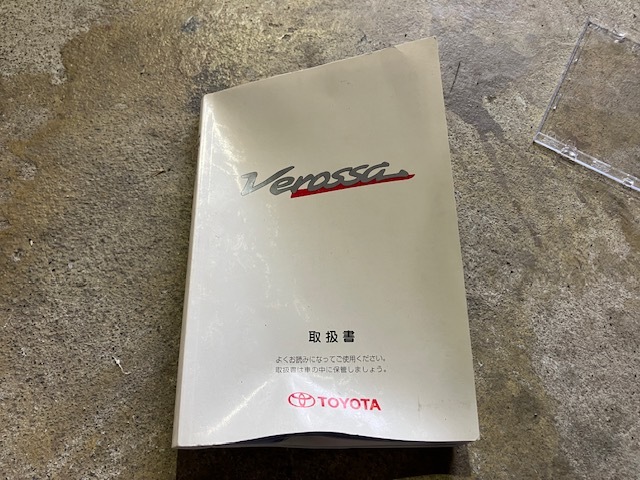 Verossa
取扱書
よくお読みになってご使用ください。
取扱書は車の中に保管しましょう。
TOYOTA